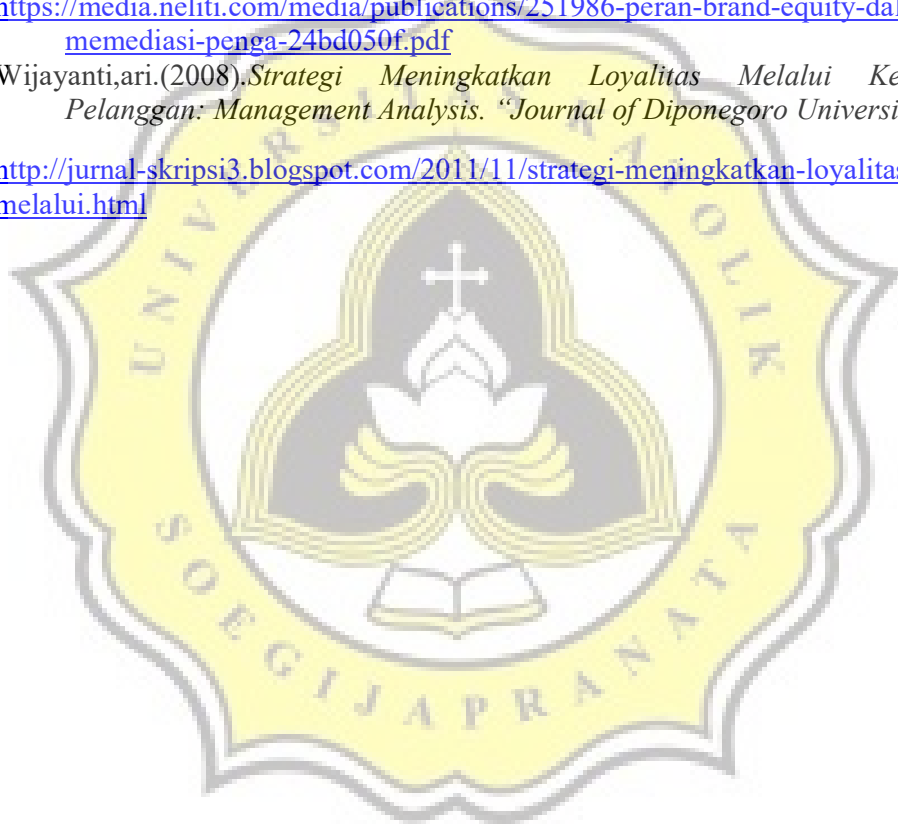 https://media.neliti.com/media/publications/251986-peran-brand-equity-dal
memediasi-penga-24bd050f.pdf
Wijayanti,ari.(2008).Strategi Meningkatkan Loyalitas Melalui Ke
Pelanggan: Management Analysis. “Journal of Diponegoro Universi
http://jurnal-skripsi3.blogspot.com/2011/11/strategi-meningkatkan-loyalitas
melalui.html
UNIVERSITAS KATOLIK
SOEGIJAPRANATA